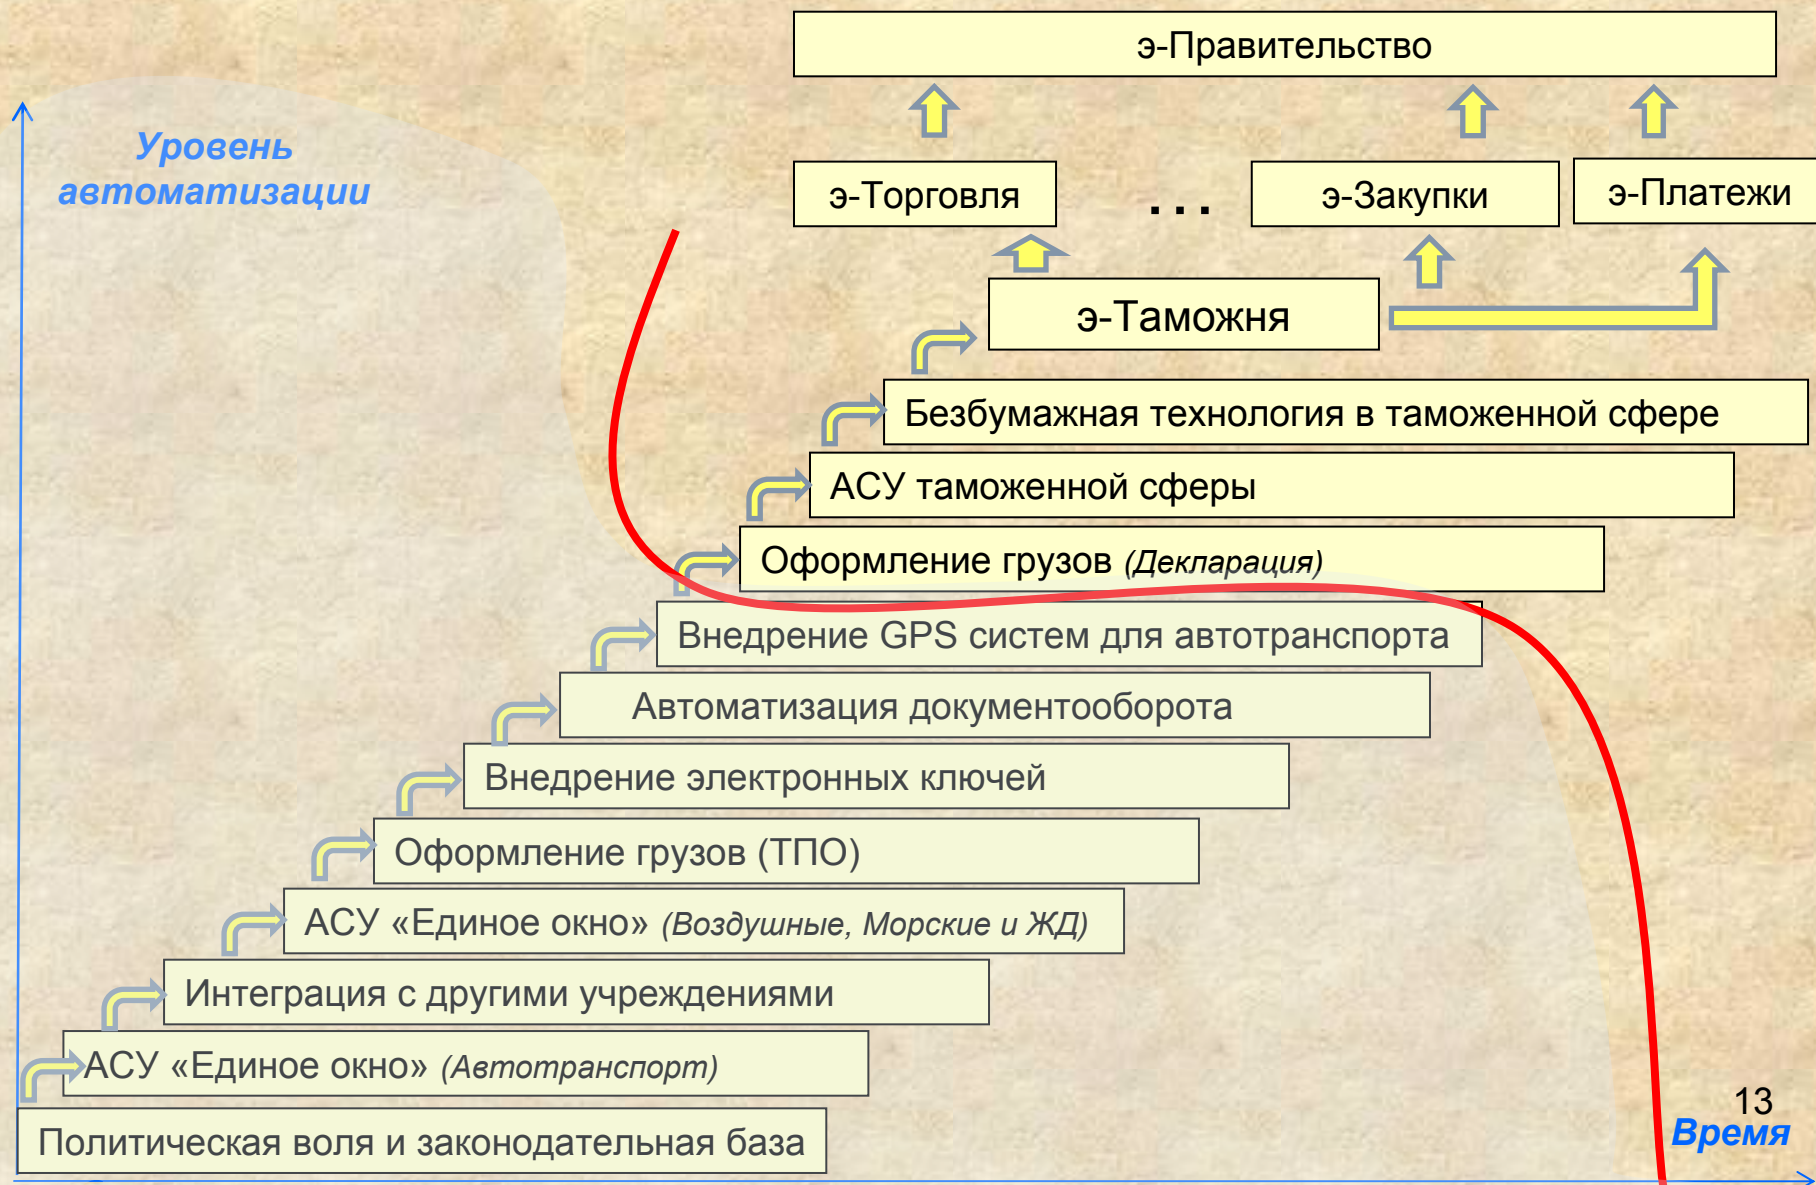 э-Правительство
Уровень
автоматизации
э-Торговля
...
э-Закупки
э-Платежи
э-Таможня
Безбумажная технология в таможенной сфере
АСУ таможенной сферы
Оформление грузов (Декларация)
Внедрение GPS систем для автотранспорта
Автоматизация документооборота
Внедрение электронных ключей
Оформление грузов (ТПО)
АСУ «Единое окно» (Воздушные, Морские и ЖД)
Интеграция с другими учреждениями
АСУ «Единое окно» (Автотранспорт)
Политическая воля и законодательная база
13
Время